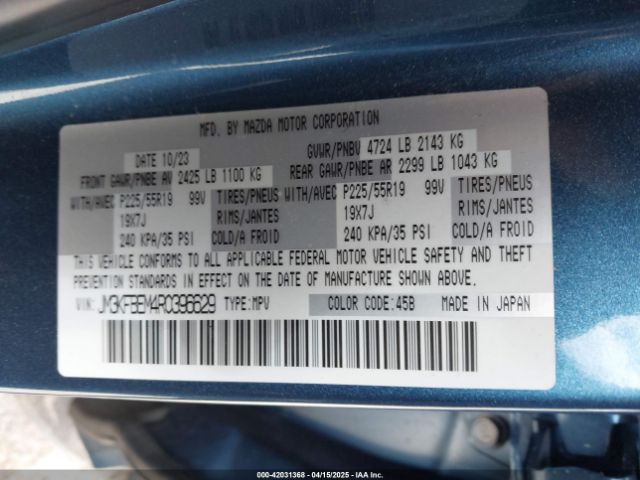 MFD. BY MAZDA MOTOR CORPORATION
DATE 10/23 GVWR/PNBV 4724 LB 2143 KG
FRONT GAWR/PNBE AV 2425 LB 1100 KG REAR GAWR/PNBE AR 2299 LB 1043 KG
WITH/AVEC P225/55R19 99V TIRES/PNEUS WITH/AVEC P225/55R19 99V TIRES/PNEUS
19X7J RIMS/JANTES 19X7J RIMS/JANTES
240 KPA/35 PSI COLD/A FROID 240 KPA/35 PSI COLD/A FROID
THIS VEHICLE CONFORMS TO ALL APPLICABLE FEDERAL MOTOR VEHICLE SAFETY AND THEFT
PREVENTION STANDARDS IN EFFECT ON THE DATE OF MANUFACTURE SHOWN ABOVE.
VIN: JM3KFBEM4R0396629 TYPE:MPV COLOR CODE:45B MADE IN JAPAN
000-42031368 04/15/2025 IAA Inc.